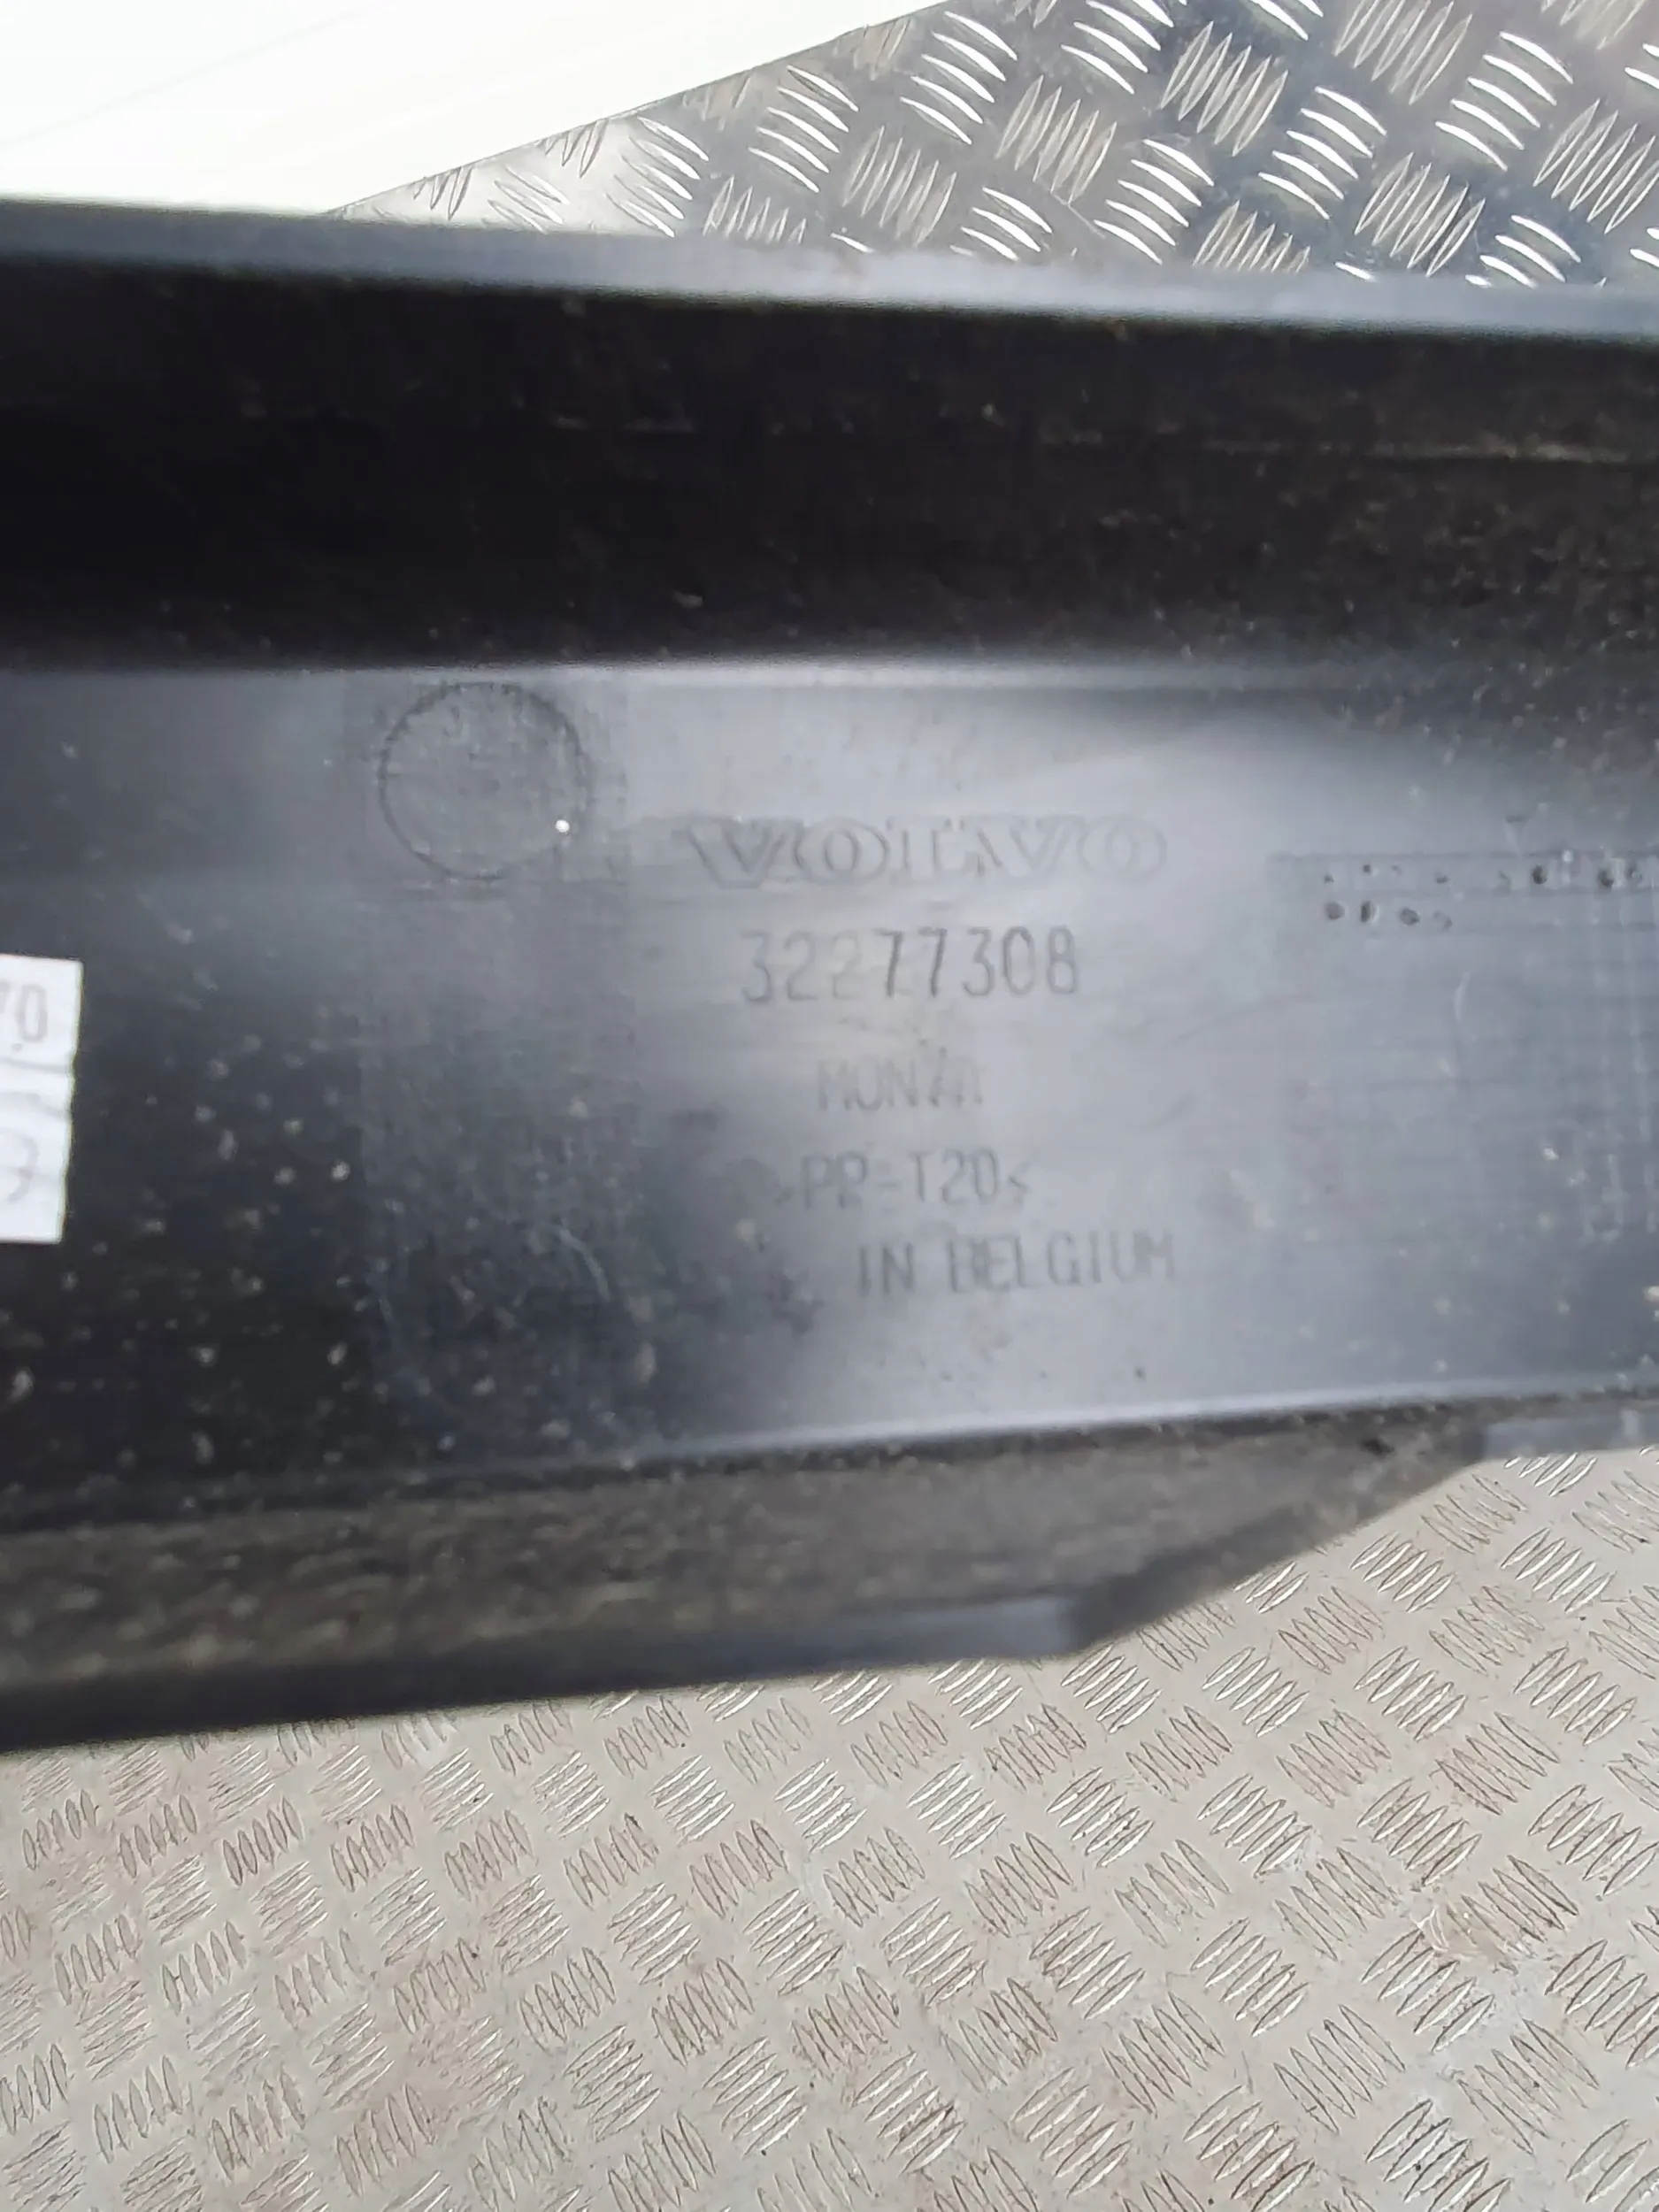 VOLVO
32277308
MONZA
>PP-T20<
IN BELGIUM